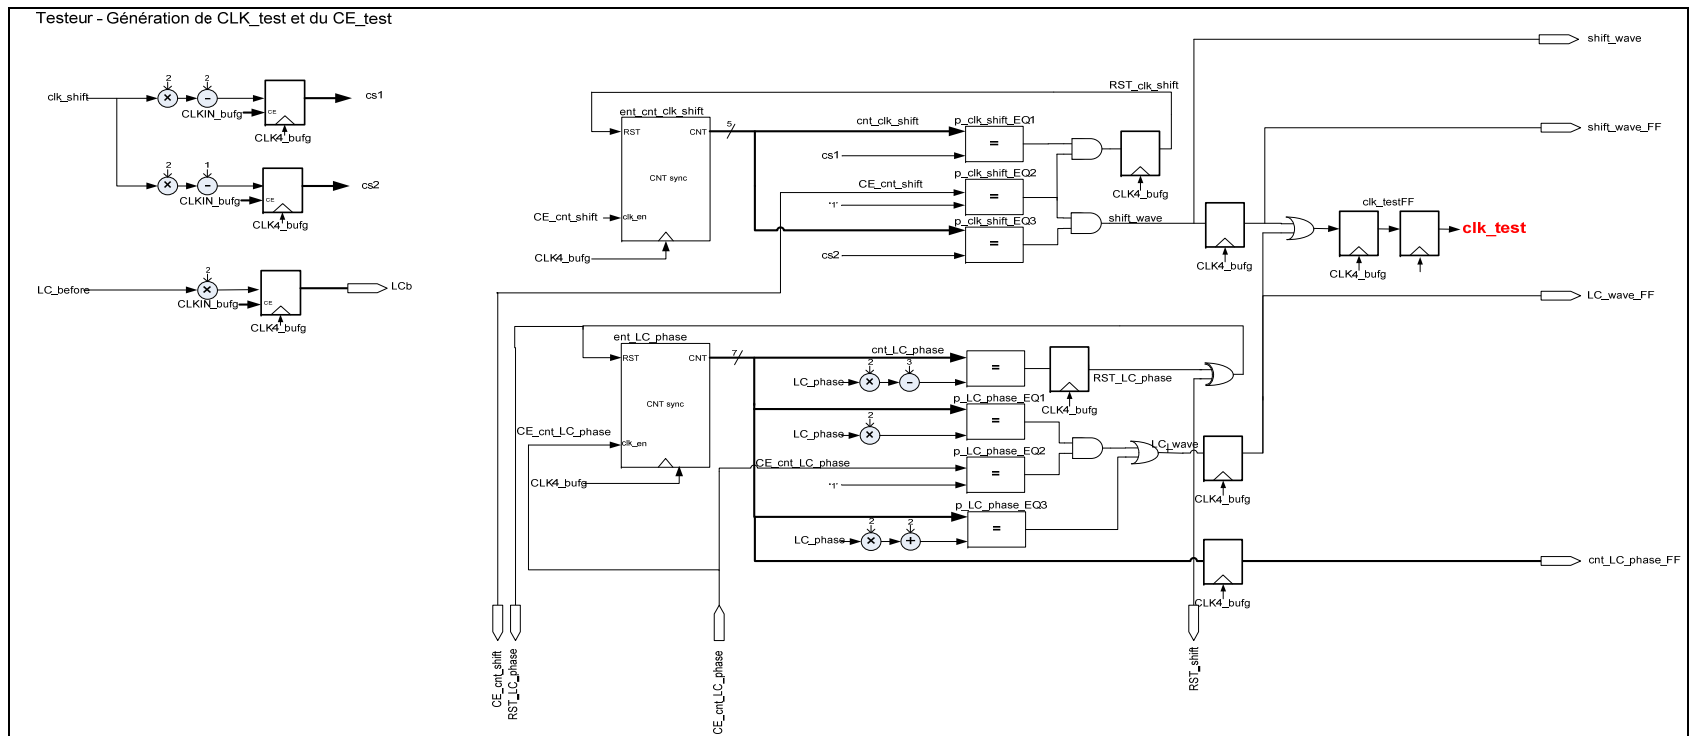 Testeur - Génération de CLK_test et du CE_test
clk_shift
2
×
2
-
CLKIN_bufg
CE
CLK4_bufg
cs1
2
×
1
-
CLKIN_bufg
CE
CLK4_bufg
cs2
LC_before
2
×
CLKIN_bufg
CE
CLK4_bufg
LCb
RST_clk_shift
ent_cnt_clk_shift
RST
CNT
5
CNT sync
CE_cnt_shift
clk_en
CLK4_bufg
cnt_clk_shift
p_clk_shift_EQ1
=
cs1
p_clk_shift_EQ2
CE_cnt_shift
=
"1"
p_clk_shift_EQ3
=
cs2
CLK4_bufg
shift_wave
CLK4_bufg
clk_testFF
CLK4_bufg
clk_test
shift_wave
shift_wave_FF
LC_wave_FF
ent_LC_phase
RST
CNT
7
CNT sync
CE_cnt_LC_phase
clk_en
CLK4_bufg
cnt_LC_phase
=
2
3
LC_phase
×
-
CLK4_bufg
RST_LC_phase
p_LC_phase_EQ1
=
2
LC_phase
×
p_LC_phase_EQ2
CE_cnt_LC_phase
=
"1"
p_LC_phase_EQ3
=
2
2
LC_phase
×
+
LC_wave
CLK4_bufg
CLK4_bufg
cnt_LC_phase_FF
CE_cnt_shift
RST_LC_phase
CE_cnt_LC_phase
RST_shift